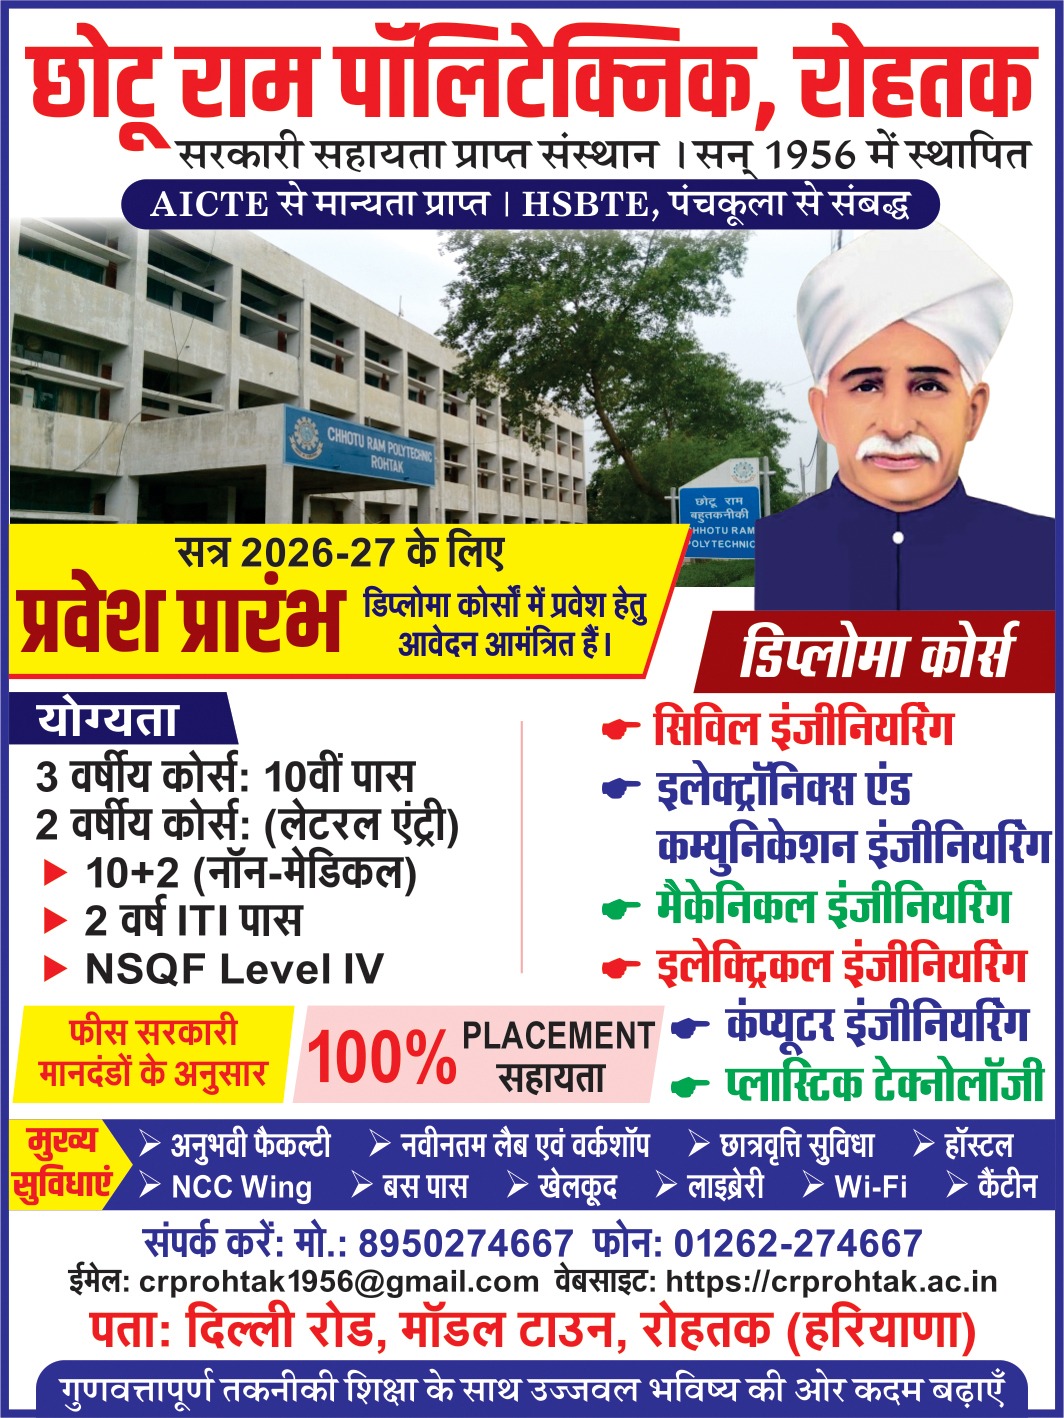 छोटू राम पॉलिटेक्निक, रोहतक
सरकारी सहायता प्राप्त संस्थान । सन् 1956 में स्थापित
AICTE से मान्यता प्राप्त । HSBTE, पंचकूला से संबद्ध
CHHOTU RAM POLYTECHNIC
ROHTAK
छोटू राम
बहुतकनीकी
CHHOTU RAM
POLYTECHNIC
सत्र 2026-27 के लिए
प्रवेश प्रारंभ
डिप्लोमा कोर्सों में प्रवेश हेतु
आवेदन आमंत्रित हैं।
योग्यता
3 वर्षीय कोर्स: 10वीं पास
2 वर्षीय कोर्स: (लेटरल एंट्री)
10+2 (नॉन-मेडिकल)
2 वर्ष ITI पास
NSQF Level IV
डिप्लोमा कोर्स
सिविल इंजीनियरिंग
इलेक्ट्रॉनिक्स एंड
कम्युनिकेशन इंजीनियरिंग
मैकेनिकल इंजीनियरिंग
इलेक्ट्रिकल इंजीनियरिंग
कंप्यूटर इंजीनियरिंग
प्लास्टिक टेक्नोलॉजी
फीस सरकारी
मानदंडों के अनुसार
100% PLACEMENT
सहायता
मुख्य
सुविधाएं
अनुभवी फैकल्टी नवीनतम लैब एवं वर्कशॉप छात्रवृत्ति सुविधा हॉस्टल
NCC Wing बस पास खेलकूद लाइब्रेरी Wi-Fi कैंटीन
संपर्क करें: मो.: 8950274667 फोन: 01262-274667
ईमेल: crprohtak1956@gmail.com वेबसाइट: https://crprohtak.ac.in
पता: दिल्ली रोड, मॉडल टाउन, रोहतक (हरियाणा)
गुणवत्तापूर्ण तकनीकी शिक्षा के साथ उज्जवल भविष्य की ओर कदम बढ़ाएँ